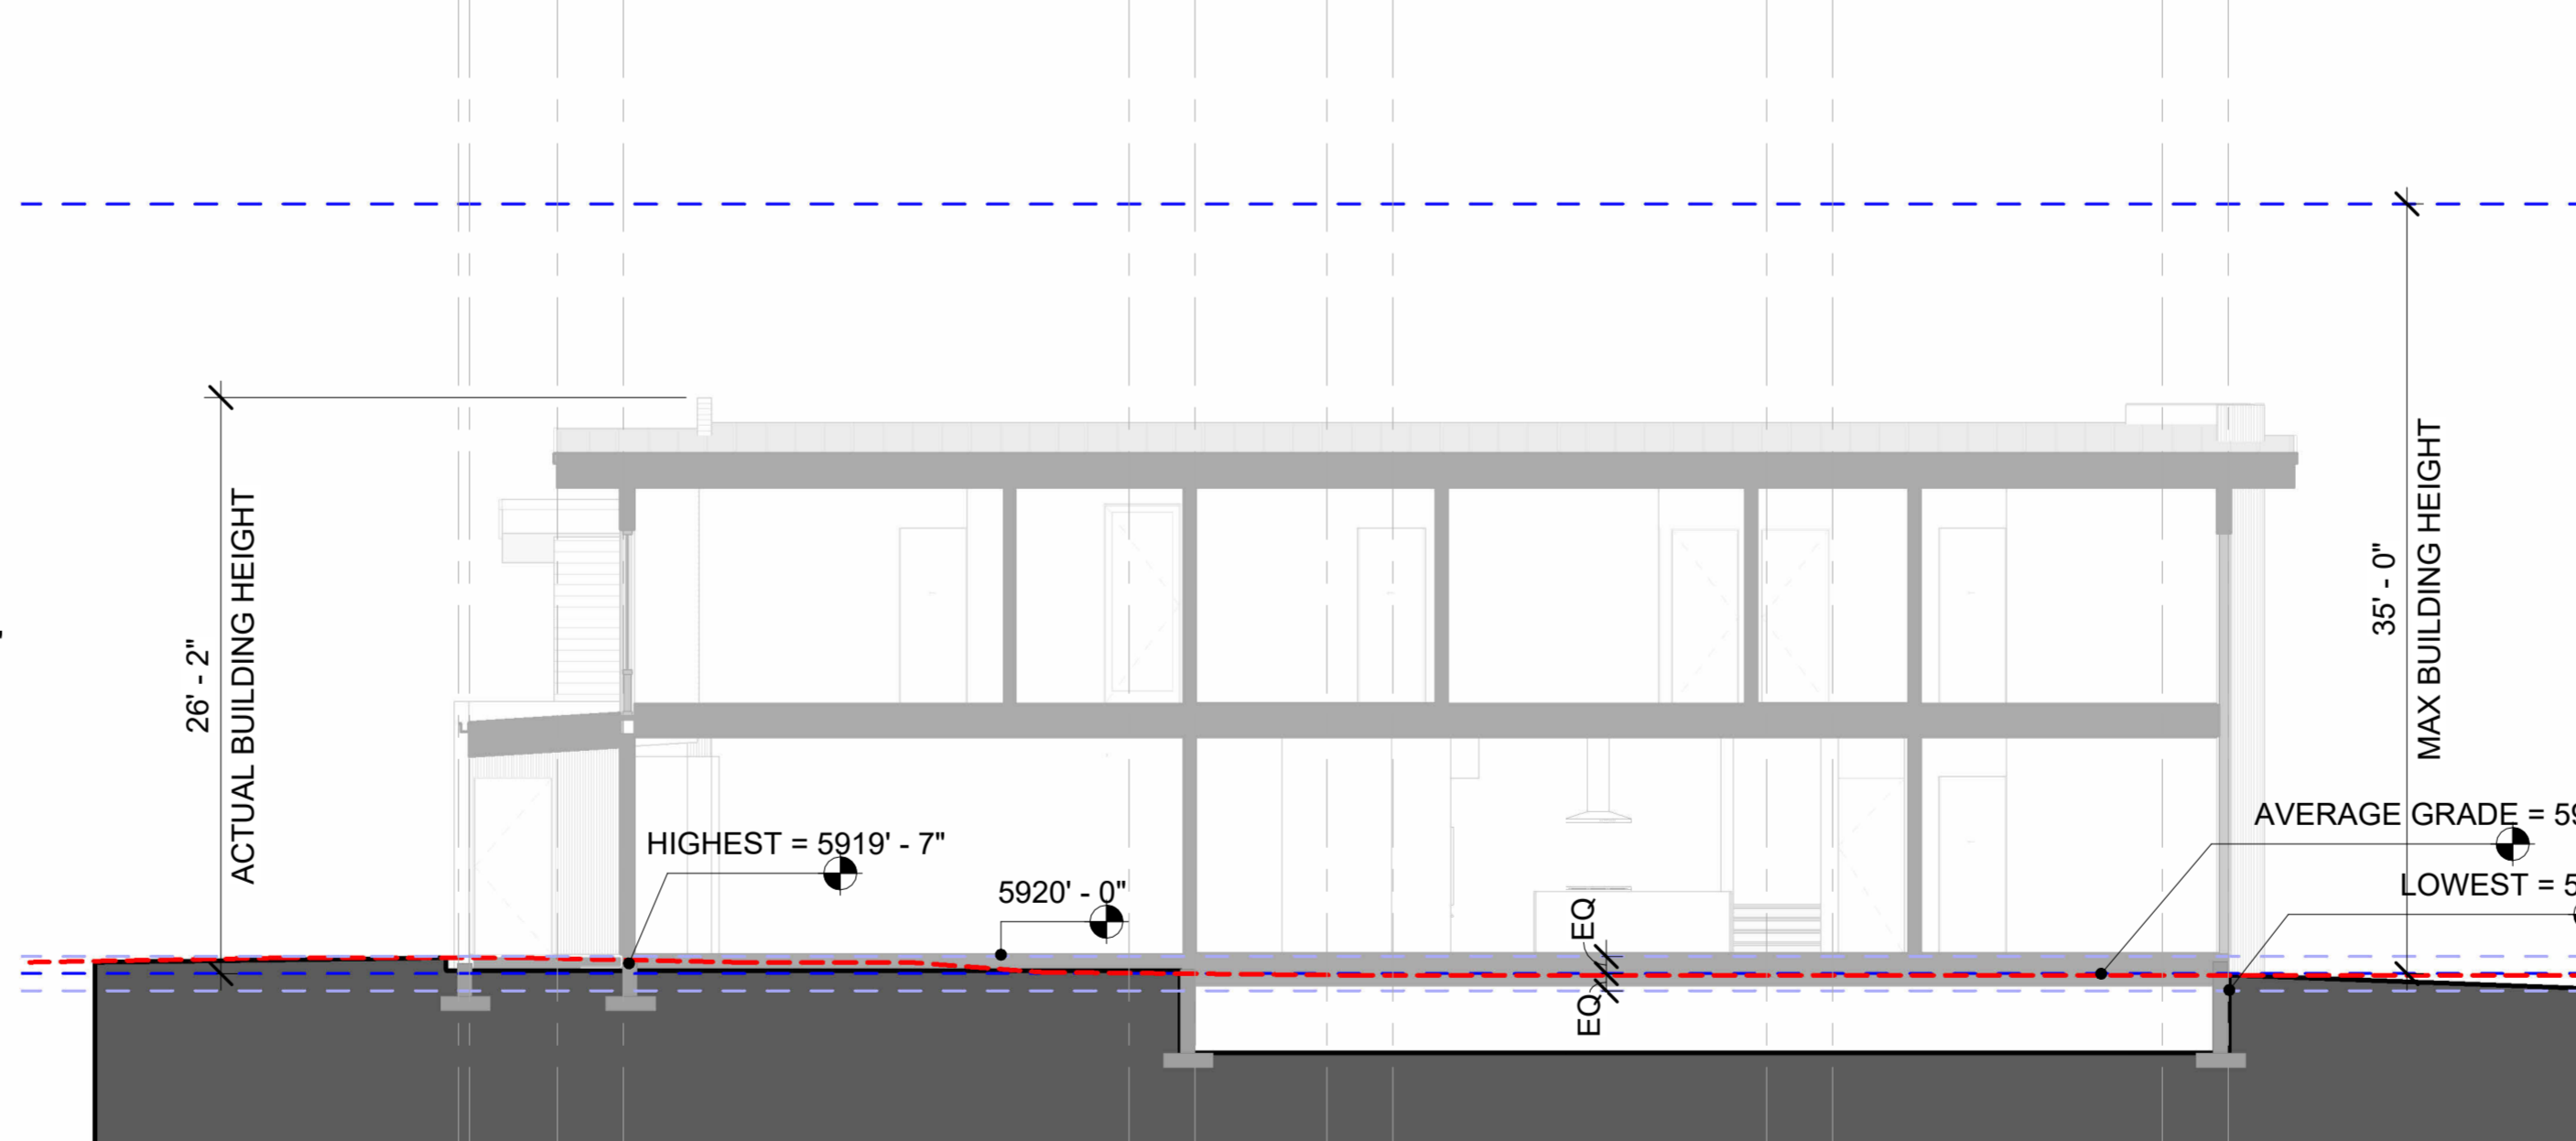 26' - 2"
ACTUAL BUILDING HEIGHT
HIGHEST = 5919' - 7"
5920' - 0"
EQ
EQ
35' - 0"
MAX BUILDING HEIGHT
AVERAGE GRADE = 59
LOWEST = 5